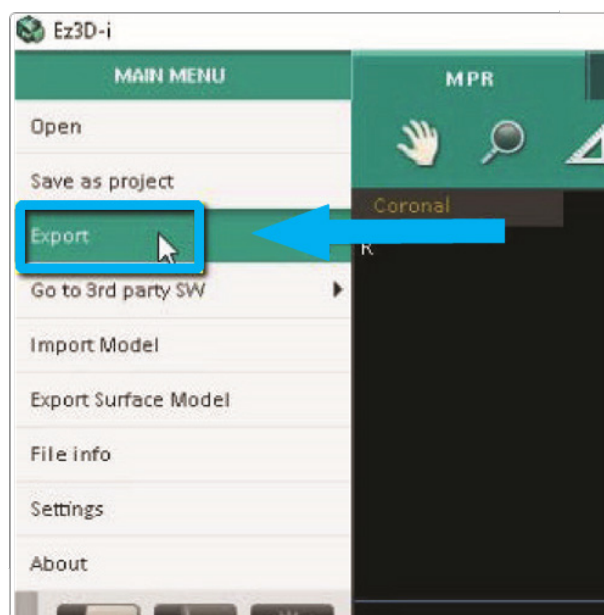 Ez3D-i
MAIN MENU
MPR
Open
Save as project
Export
Go to 3rd party SW
Import Model
Export Surface Model
File info
Settings
About
Coronal
R